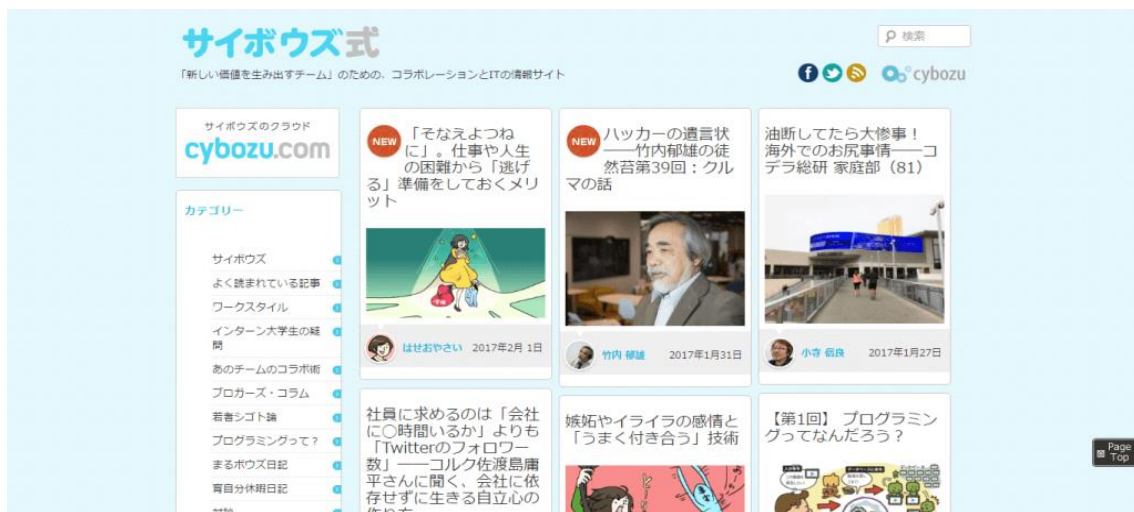 サイボウズ式
検索
「新しい価値を生み出すチーム」のための、コラボレーションとITの情報サイト
cybozu
サイボウズのクラウド
cybozu.com
カテゴリー
サイボウズ
よく読まれている記事
ワークスタイル
インターン大学生の疑
問
あのチームのコラボ術
ブロガーズ・コラム
若者シゴト論
プログラミングって？
まるボウズ日記
育自分休暇日記
NEW
「そなえよつね
に」。仕事や人生
の困難から「逃げ
る」準備をしておくメリ
ット
はせおやさい 2017年2月 1日
NEW
ハッカーの遺言状
――竹内郁雄の徒
然苔第39回：クル
マの話
竹内 郁雄 2017年1月31日
油断してたら大惨事！
海外でのお尻事情――コ
デラ総研 家庭部（81）
小寺 信良 2017年1月27日
社員に求めるのは「会社
に○時間いるか」よりも
「Twitterのフォロワー
数」――コルク佐渡島庸
平さんに聞く、会社に依
存せずに生きる自立心の
作り方
嫉妬やイライラの感情と
「うまく付き合う」技術
【第1回】 プログラミン
グってなんだろう？
Page
Top